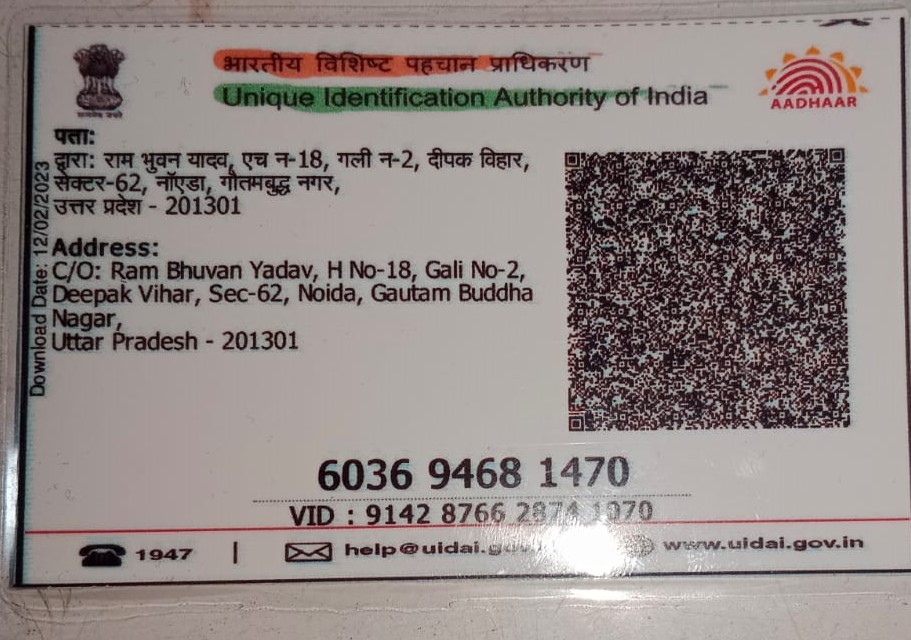 भारतीय विशिष्ट पहचान प्राधिकरण
Unique Identification Authority of India
AADHAAR
पता:
द्वारा: राम भुवन यादव, एच न-18, गली न-2, दीपक विहार,
सेक्टर-62, नॉएडा, गौतमबुद्ध नगर,
उत्तर प्रदेश - 201301
Address:
C/O: Ram Bhuvan Yadav, H No-18, Gali No-2,
Deepak Vihar, Sec-62, Noida, Gautam Buddha
Nagar,
Uttar Pradesh - 201301
Download Date: 12/02/2023
6036 9468 1470
VID : 9142 8766 2874
1947 | www.uidai.gov.in